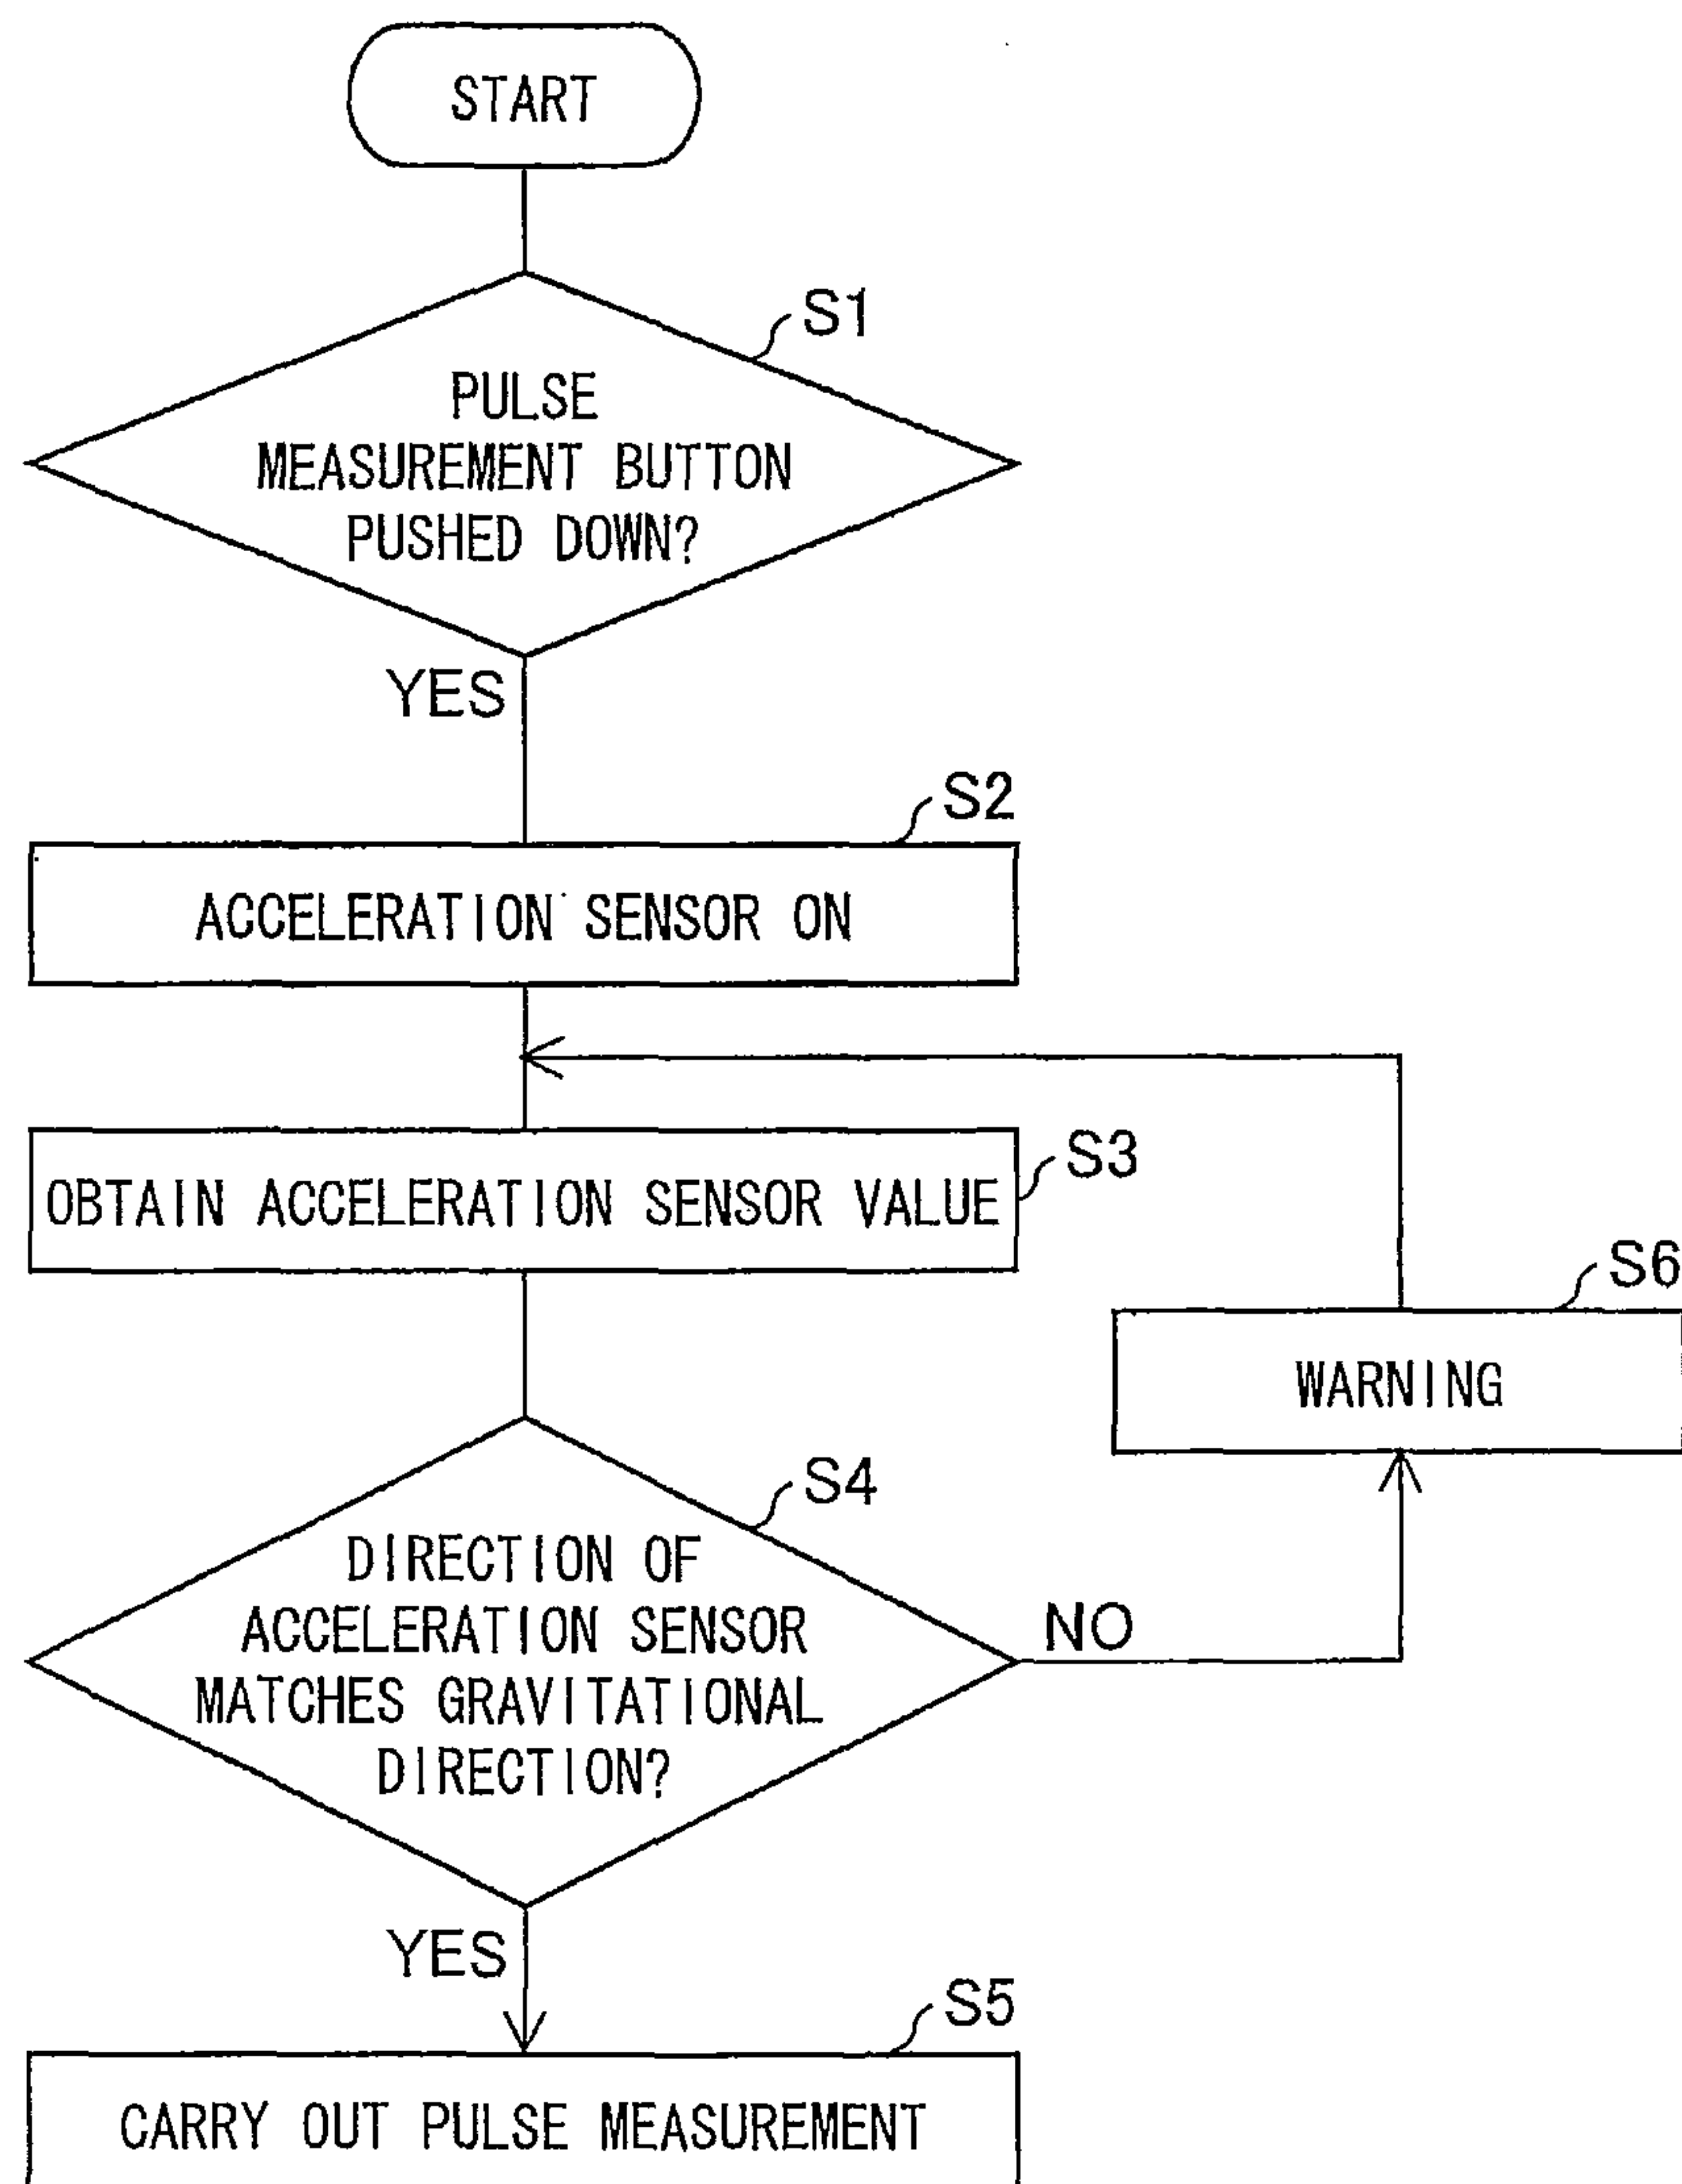 START
S1
PULSE
MEASUREMENT BUTTON
PUSHED DOWN?
YES
S2
ACCELERATION SENSOR ON
OBTAIN ACCELERATION SENSOR VALUE
S3
S6
WARNING
S4
DIRECTION OF
ACCELERATION SENSOR
MATCHES GRAVITATIONAL
DIRECTION?
NO
YES
S5
CARRY OUT PULSE MEASUREMENT